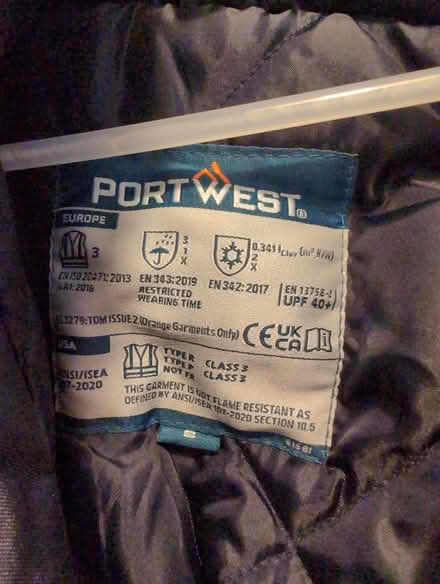 PORTWEST®
EUROPE
3
3
1
X
0.341 Icler (m².K/W)
2
X
EN ISO 20471:2013
+A1:2016
EN 343:2019
RESTRICTED
WEARING TIME
EN 342:2017
EN 13758-2
UPF 40+
3279:TOM ISSUE 2 (Orange Garments Only)
CE UK CA i
USA
ANSI/ISEA
107-2020
TYPE R CLASS 3
TYPE P CLASS 3
NOT FR
THIS GARMENT IS NOT FLAME RESISTANT AS
DEFINED BY ANSI/ISEA 107-2020 SECTION 10.5